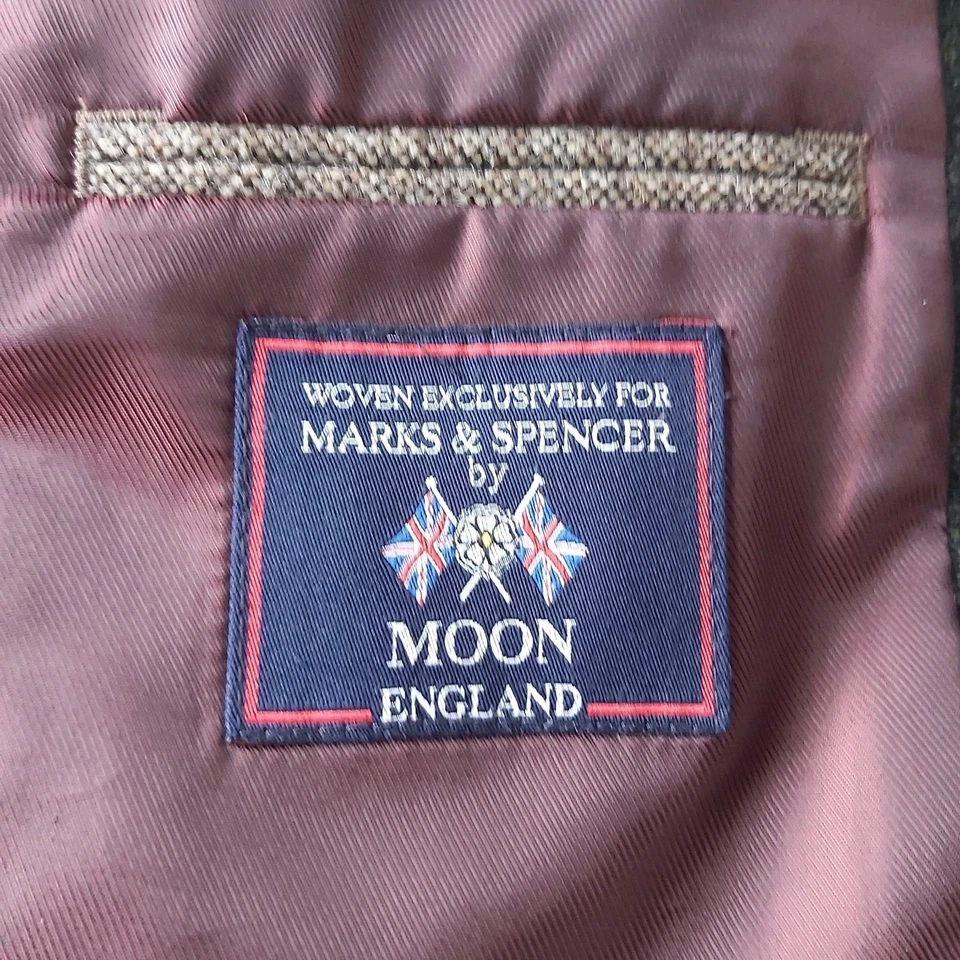 WOVEN EXCLUSIVELY FOR
MARKS & SPENCER
by
MOON
ENGLAND